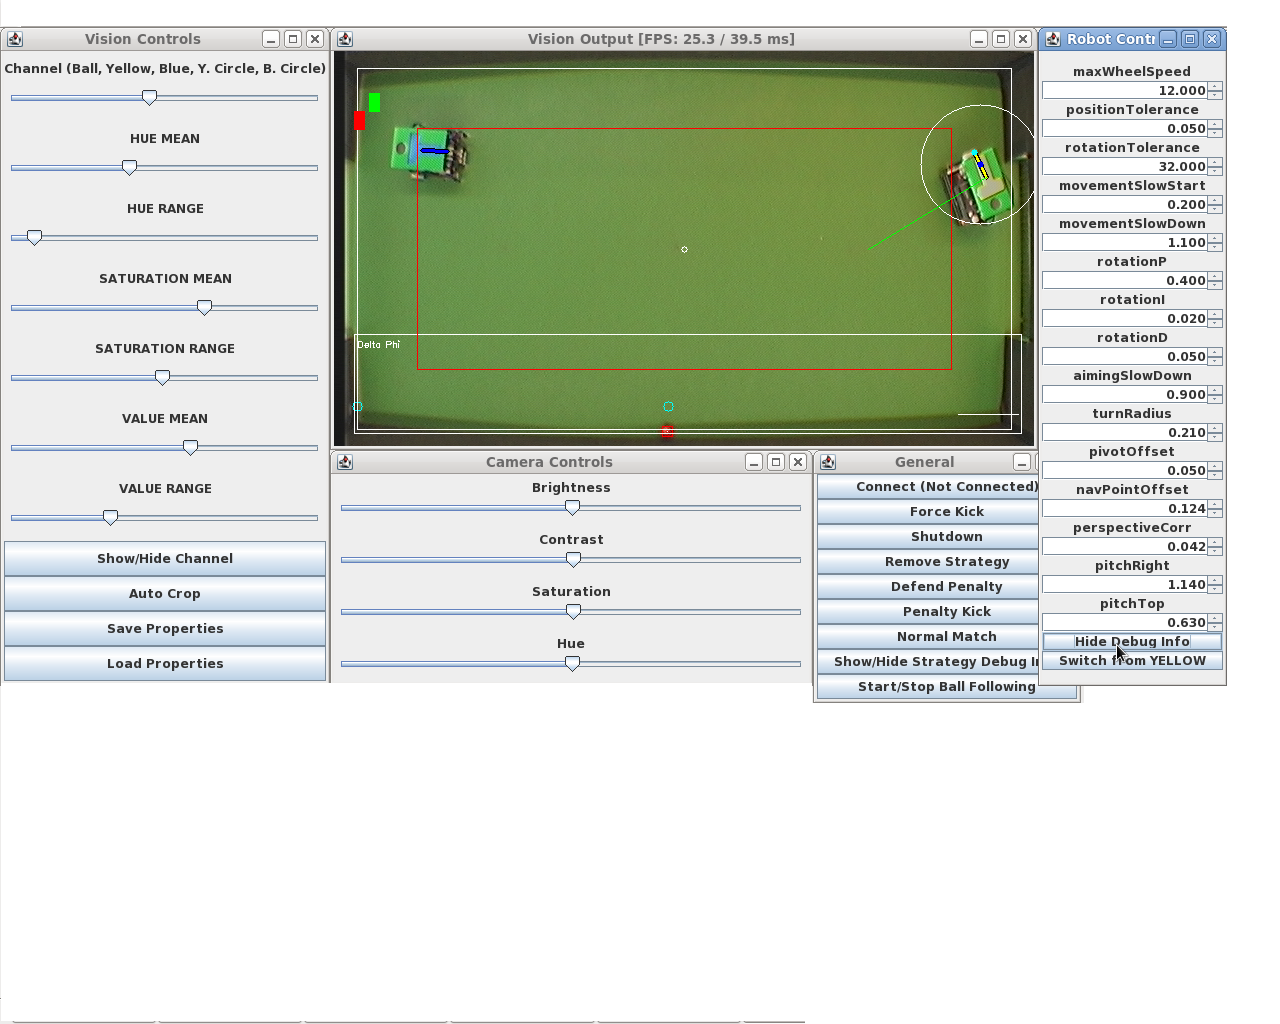 Vision Controls
Channel (Ball, Yellow, Blue, Y. Circle, B. Circle)
HUE MEAN
HUE RANGE
SATURATION MEAN
SATURATION RANGE
VALUE MEAN
VALUE RANGE
Show/Hide Channel
Auto Crop
Save Properties
Load Properties
Vision Output [FPS: 25.3 / 39.5 ms]
Delta Phi
Camera Controls
Brightness
Contrast
Saturation
Hue
General
Connect (Not Connected)
Force Kick
Shutdown
Remove Strategy
Defend Penalty
Penalty Kick
Normal Match
Show/Hide Strategy Debug In
Start/Stop Ball Following
Robot Contr
maxWheelSpeed
12.000
positionTolerance
0.050
rotationTolerance
32.000
movementSlowStart
0.200
movementSlowDown
1.100
rotationP
0.400
rotationI
0.020
rotationD
0.050
aimingSlowDown
0.900
turnRadius
0.210
pivotOffset
0.050
navPointOffset
0.124
perspectiveCorr
0.042
pitchRight
1.140
pitchTop
0.630
Hide Debug Info
Switch from YELLOW